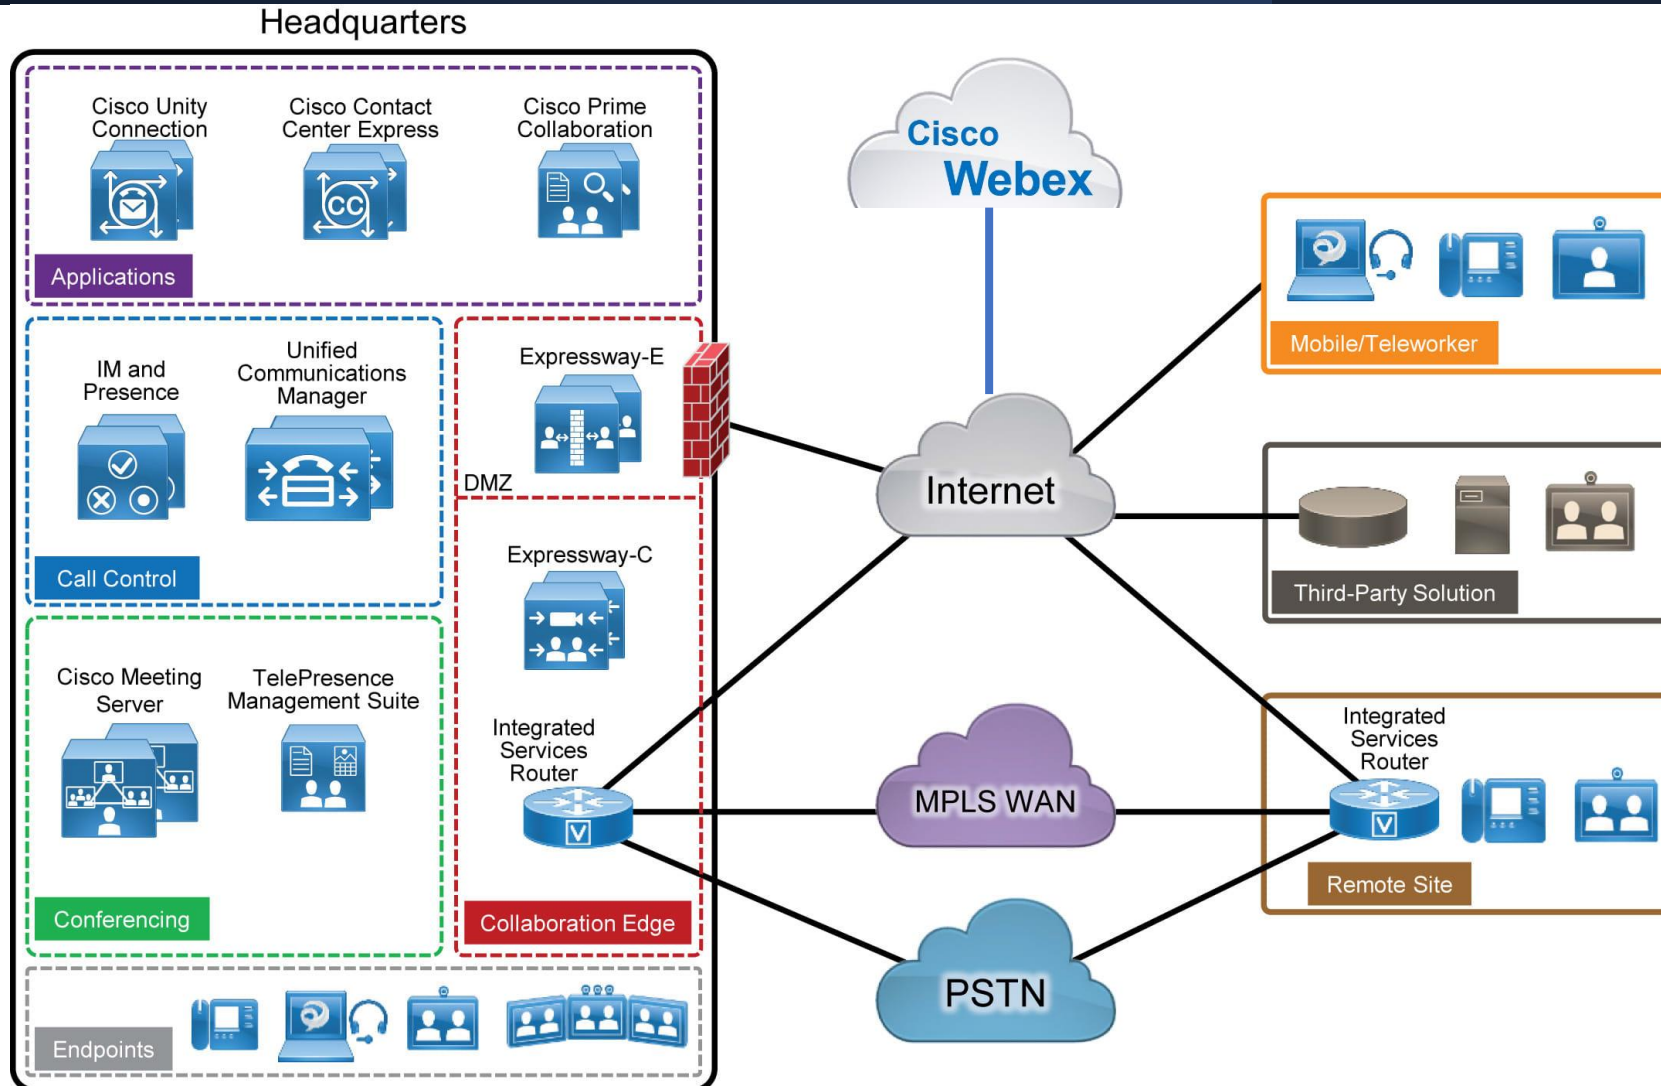 Headquarters
Cisco Unity
Connection
Cisco Contact
Center Express
Cisco Prime
Collaboration
CC
Applications
IM and
Presence
Unified
Communications
Manager
Call Control
Expressway-E
DMZ
Expressway-C
Integrated
Services
Router
V
Collaboration Edge
Cisco Meeting
Server
TelePresence
Management Suite
Conferencing
Endpoints
Cisco
Webex
Internet
MPLS WAN
PSTN
Mobile/Teleworker
Third-Party Solution
Integrated
Services
Router
V
Remote Site